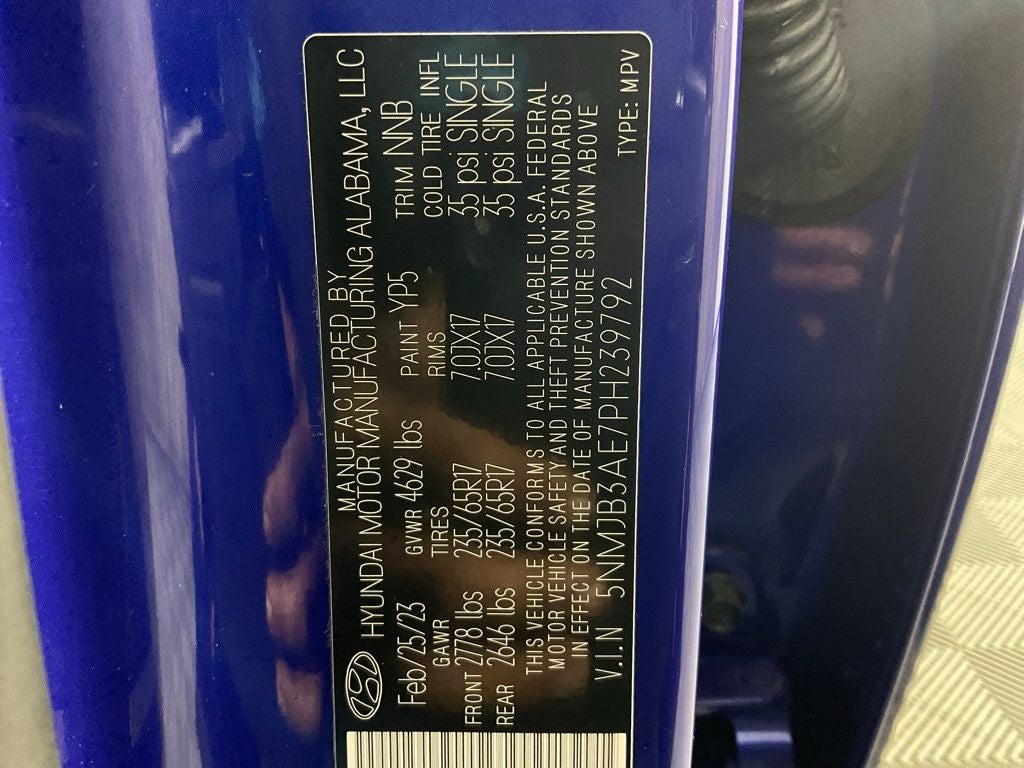 MANUFACTURED BY
HYUNDAI MOTOR MANUFACTURING ALABAMA, LLC
Feb/25/23 GVWR 4629 lbs PAINT YP5 TRIM NNB
GAWR TIRES RIMS COLD TIRE INFL
FRONT 2778 lbs 235/65R17 7.0JX17 35 psi SINGLE
REAR 2646 lbs 235/65R17 7.0JX17 35 psi SINGLE
THIS VEHICLE CONFORMS TO ALL APPLICABLE U.S.A. FEDERAL
MOTOR VEHICLE SAFETY AND THEFT PREVENTION STANDARDS
IN EFFECT ON THE DATE OF MANUFACTURE SHOWN ABOVE
V.I.N 5NMJB3AE7PH239792 TYPE: MPV